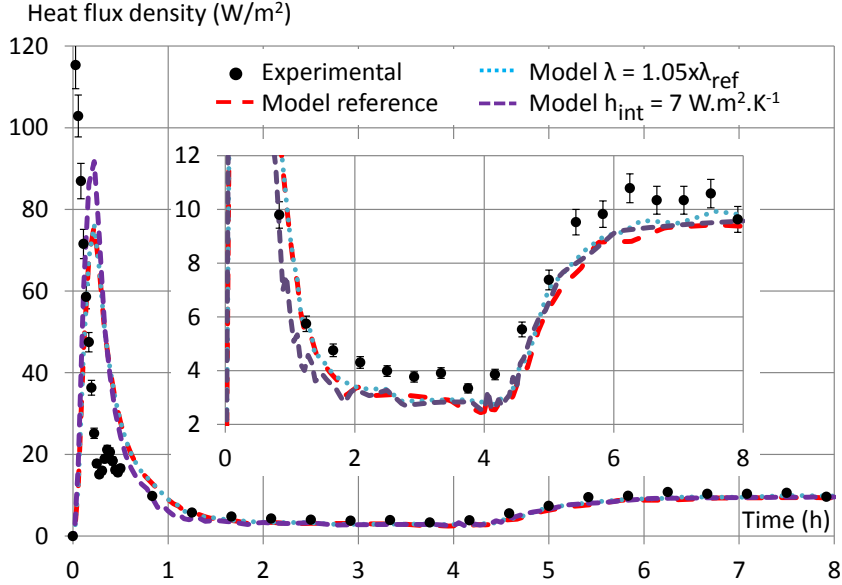 Heat flux density (W/m²)
120
100
80
60
40
20
0
Experimental
Model λ = 1.05xλref
Model reference
Model hint = 7 W.m².K⁻¹
12
10
8
6
4
2
0 2 4 6 8
Time (h)
0 1 2 3 4 5 6 7 8